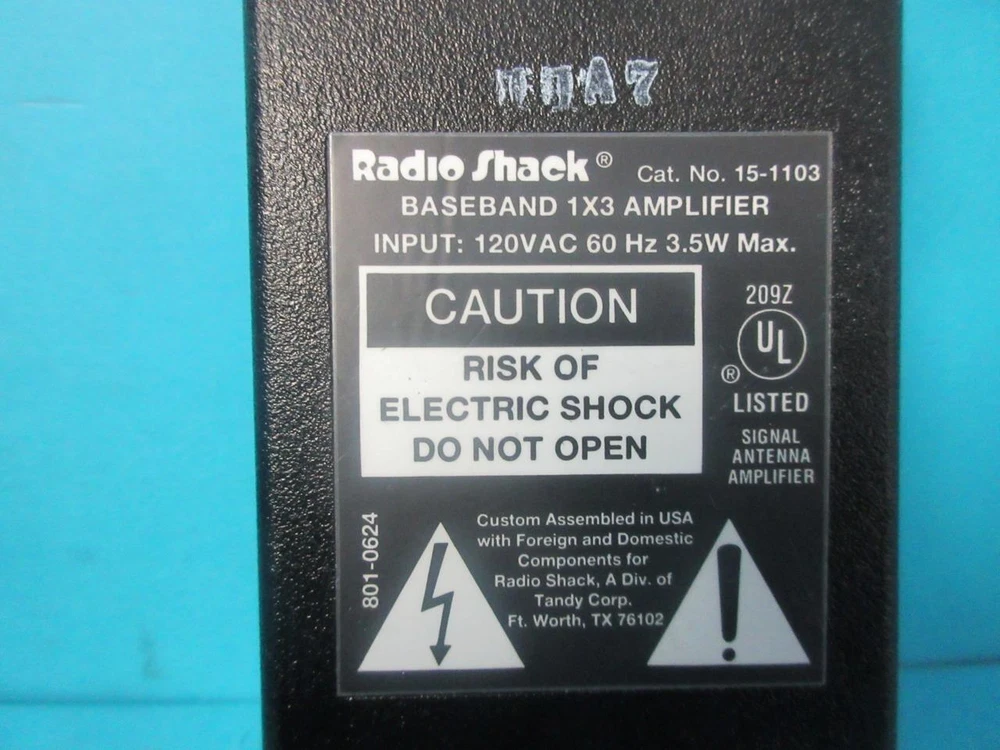 A7
Radio Shack® Cat. No. 15-1103
BASEBAND 1X3 AMPLIFIER
INPUT: 120VAC 60 Hz 3.5W Max.
CAUTION
RISK OF
ELECTRIC SHOCK
DO NOT OPEN
209Z
UL
®
LISTED
SIGNAL
ANTENNA
AMPLIFIER
801-0624
Custom Assembled in USA
with Foreign and Domestic
Components for
Radio Shack, A Div. of
Tandy Corp.
Ft. Worth, TX 76102